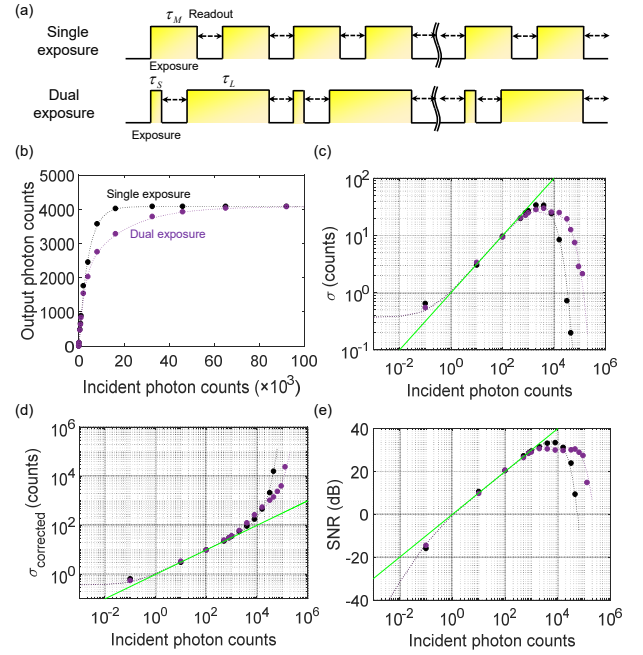 (a)
Single exposure
τM Readout
Exposure
Dual exposure
τS τL
Exposure
(b)
Output photon counts
5000
4000
3000
2000
1000
0
Single exposure
Dual exposure
0 20 40 60 80 100
Incident photon counts (×10³)
(c)
σ (counts)
10²
10¹
10⁰
10⁻¹
10⁻² 10⁰ 10² 10⁴ 10⁶
Incident photon counts
(d)
σcorrected (counts)
10⁶
10⁴
10²
10⁰
10⁻² 10⁰ 10² 10⁴ 10⁶
Incident photon counts
(e)
SNR (dB)
40
20
0
-20
-40
10⁻² 10⁰ 10² 10⁴ 10⁶
Incident photon counts